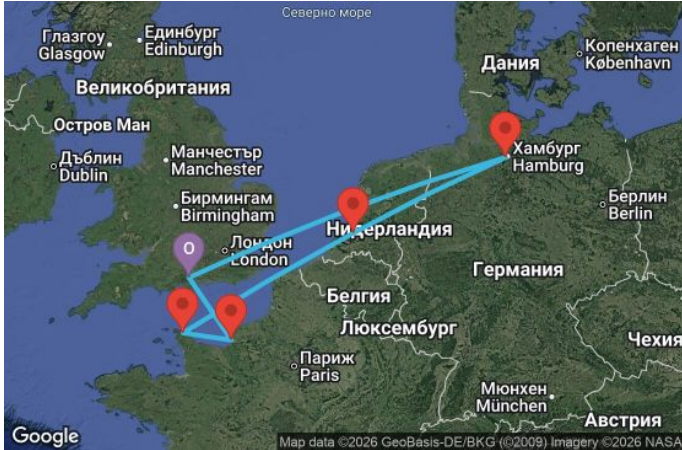 Северно море
Глазгоу
Glasgow
Единбург
Edinburgh
Копенхаген
København
Дания
Великобритания
Остров Ман
Дъблин
Dublin
Манчестър
Manchester
Хамбург
Hamburg
Бирмингам
Birmingham
Берлин
Berlin
O
Лондон
London
Нидерландия
Германия
Белгия
Люксембург
Чехия
Париж
Paris
Мюнхен
München
Австрия
Google
Map data ©2026 GeoBasis-DE/BKG (©2009) Imagery ©2026 NASA